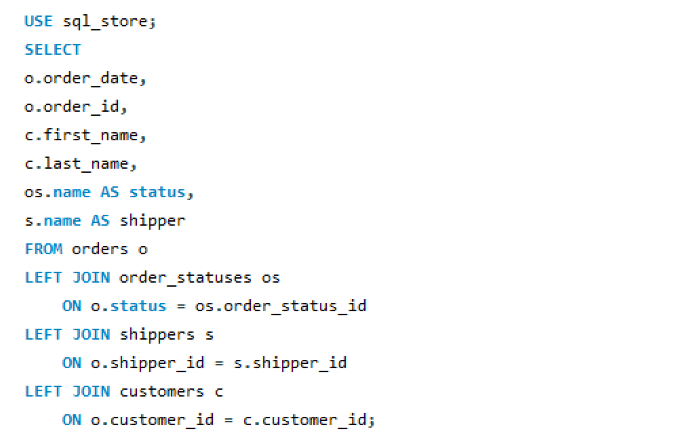 USE sql_store;
SELECT
o.order_date,
o.order_id,
c.first_name,
c.last_name,
os.name AS status,
s.name AS shipper
FROM orders o
LEFT JOIN order_statuses os
    ON o.status = os.order_status_id
LEFT JOIN shippers s
    ON o.shipper_id = s.shipper_id
LEFT JOIN customers c
    ON o.customer_id = c.customer_id;